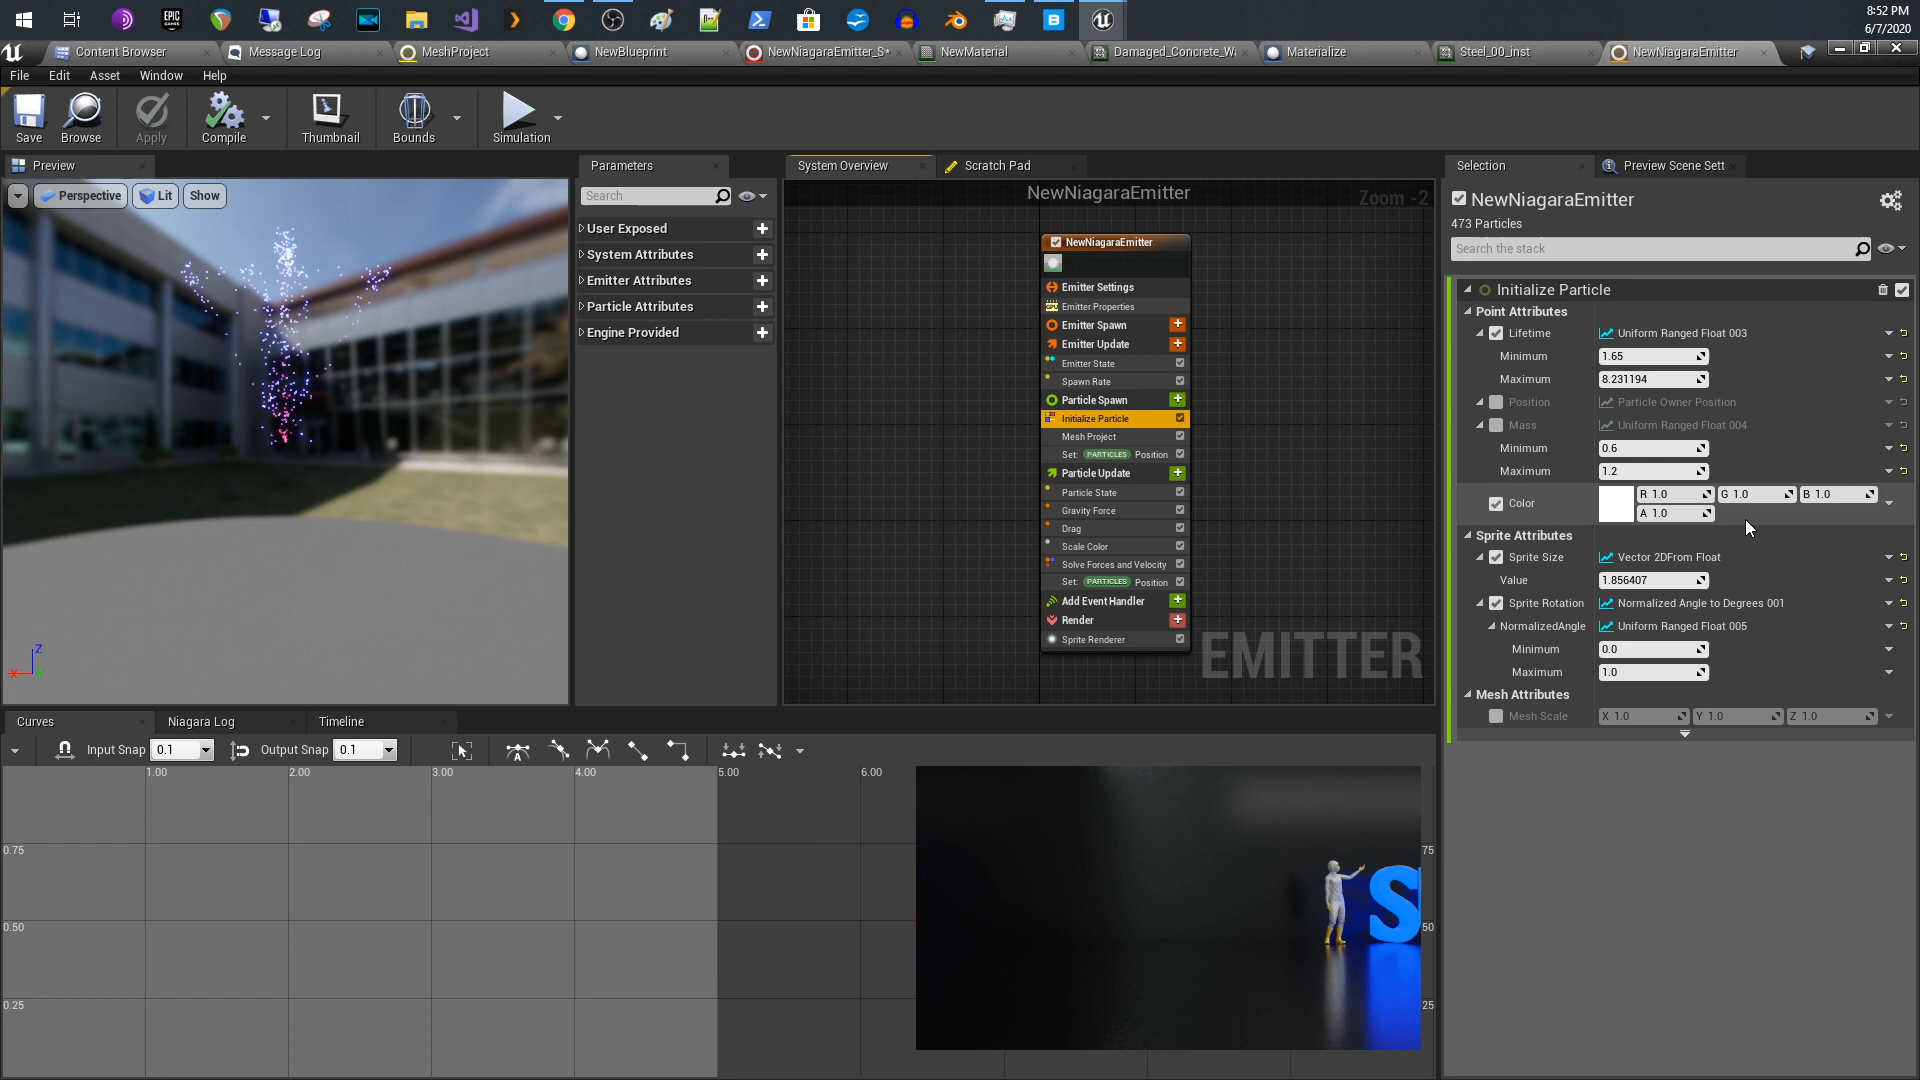 8:52 PM
6/7/2020
Content Browser
Message Log
MeshProject
NewBlueprint
NewNiagaraEmitter_S*
NewMaterial
Damaged_Concrete_W
Materialize
Steel_00_inst
NewNiagaraEmitter
File Edit Asset Window Help
Save
Browse
Apply
Compile
Thumbnail
Bounds
Simulation
Preview
Perspective
Lit
Show
Z
X
Parameters
Search
User Exposed
System Attributes
Emitter Attributes
Particle Attributes
Engine Provided
System Overview
Scratch Pad
NewNiagaraEmitter
Zoom -2
NewNiagaraEmitter
Emitter Settings
Emitter Properties
Emitter Spawn
Emitter Update
Emitter State
Spawn Rate
Particle Spawn
Initialize Particle
Mesh Project
Set: PARTICLES Position
Particle Update
Particle State
Gravity Force
Drag
Scale Color
Solve Forces and Velocity
Set: PARTICLES Position
Add Event Handler
Render
Sprite Renderer
EMITTER
Selection
Preview Scene Sett
NewNiagaraEmitter
473 Particles
Search the stack
Initialize Particle
Point Attributes
Lifetime Uniform Ranged Float 003
Minimum 1.65
Maximum 8.231194
Position Particle Owner Position
Mass Uniform Ranged Float 004
Minimum 0.6
Maximum 1.2
Color R 1.0 G 1.0 B 1.0
A 1.0
Sprite Attributes
Sprite Size Vector 2DFrom Float
Value 1.856407
Sprite Rotation Normalized Angle to Degrees 001
NormalizedAngle Uniform Ranged Float 005
Minimum 0.0
Maximum 1.0
Mesh Attributes
Mesh Scale X 1.0 Y 1.0 Z 1.0
Curves
Niagara Log
Timeline
Input Snap 0.1
Output Snap 0.1
1.00 2.00 3.00 4.00 5.00 6.00
0.75
0.50
0.25
75
50
25
S